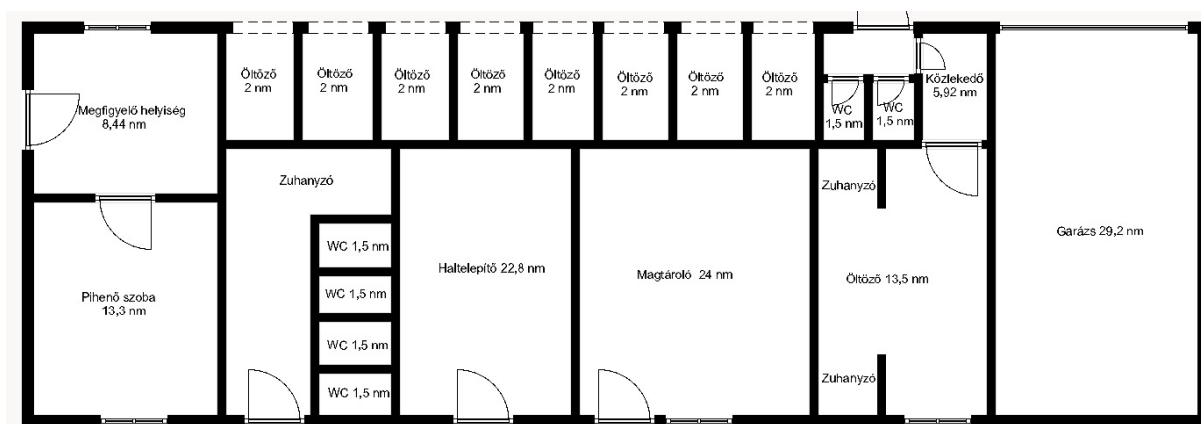 Megfigyelő helyiség
8,44 nm
Öltöző
2 nm
Öltöző
2 nm
Öltöző
2 nm
Öltöző
2 nm
Öltöző
2 nm
Öltöző
2 nm
Öltöző
2 nm
Öltöző
2 nm
WC
1,5 nm
WC
1,5 nm
Közlekedő
5,92 nm
Pihenő szoba
13,3 nm
Zuhanyzó
WC 1,5 nm
WC 1,5 nm
WC 1,5 nm
WC 1,5 nm
Haltelepítő 22,8 nm
Magtároló 24 nm
Zuhanyzó
Öltöző 13,5 nm
Zuhanyzó
Garázs 29,2 nm